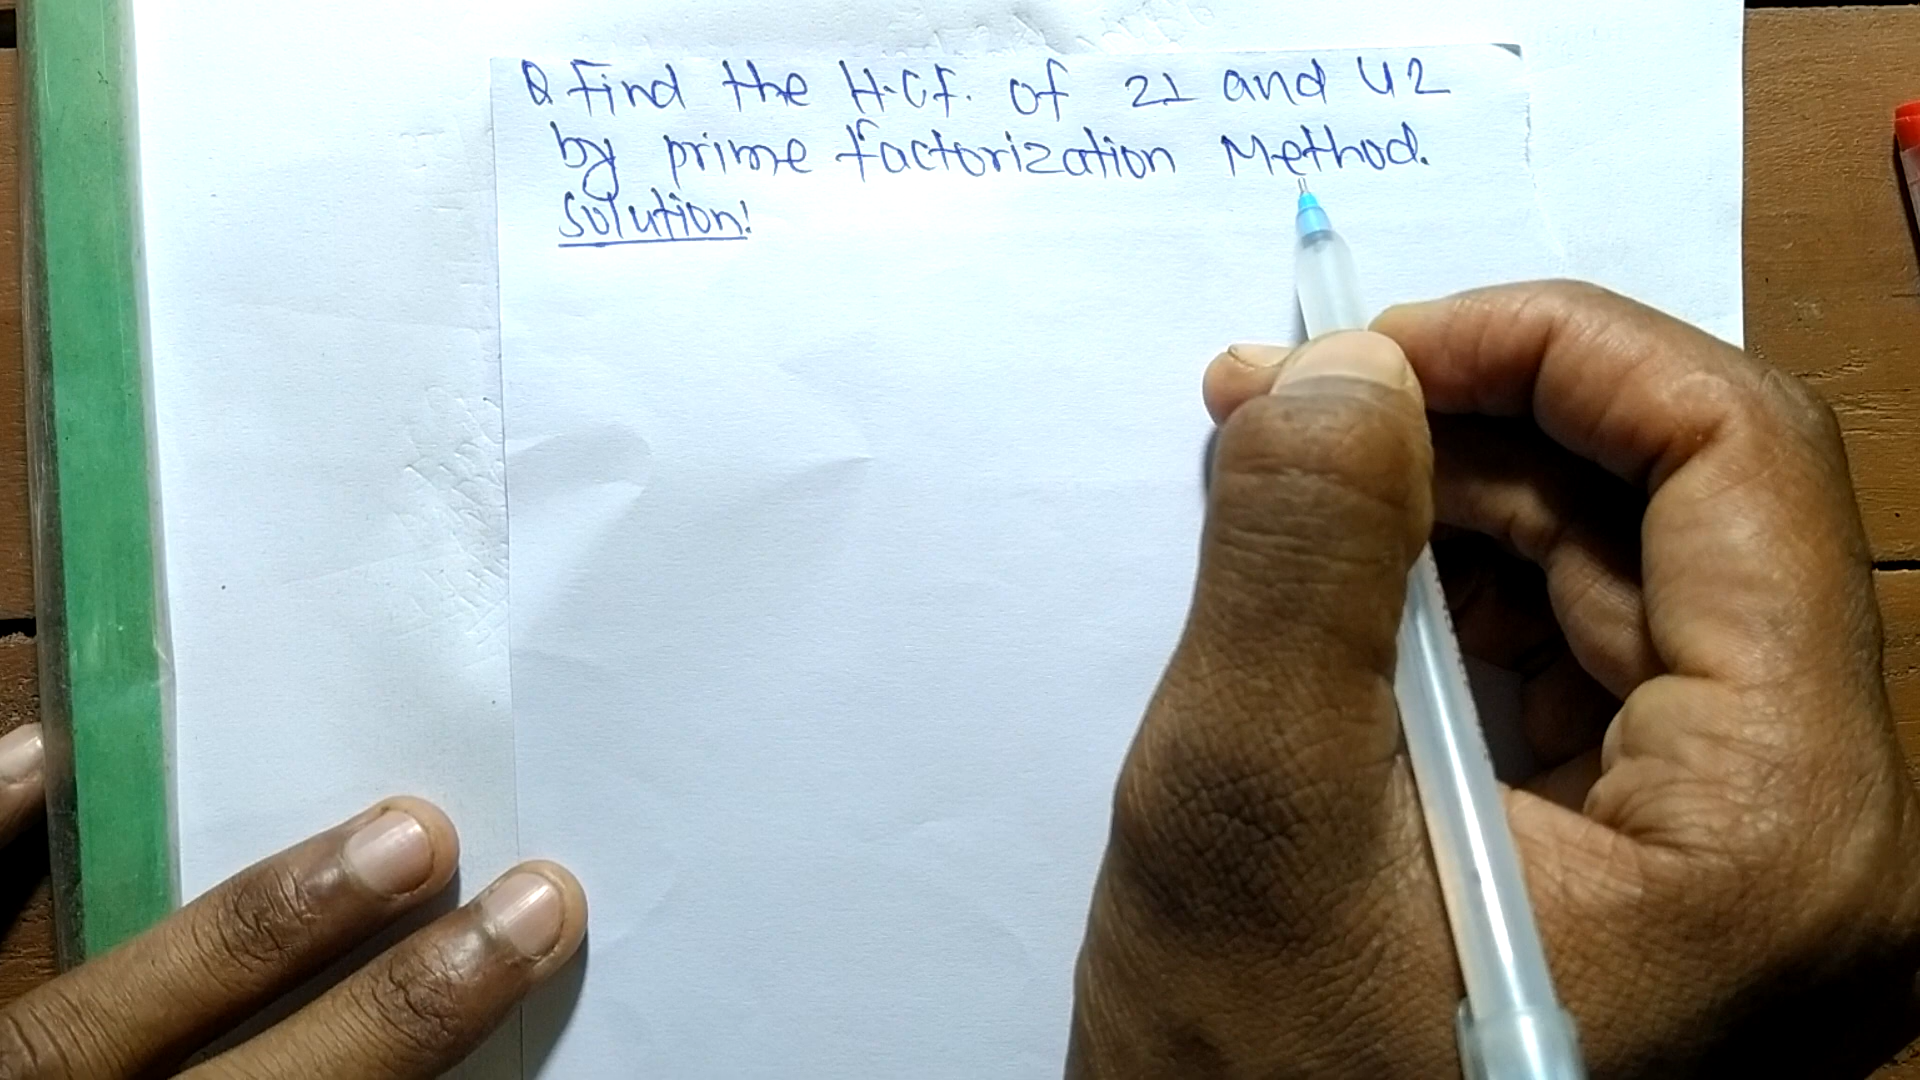 Q Find the H.C.F. of 21 and 42
by prime factorization Method.
Solution: